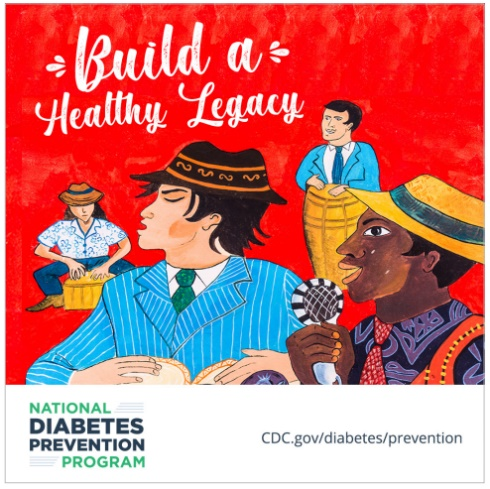 Build a
Healthy Legacy
NATIONAL
DIABETES
PREVENTION
PROGRAM
CDC.gov/diabetes/prevention